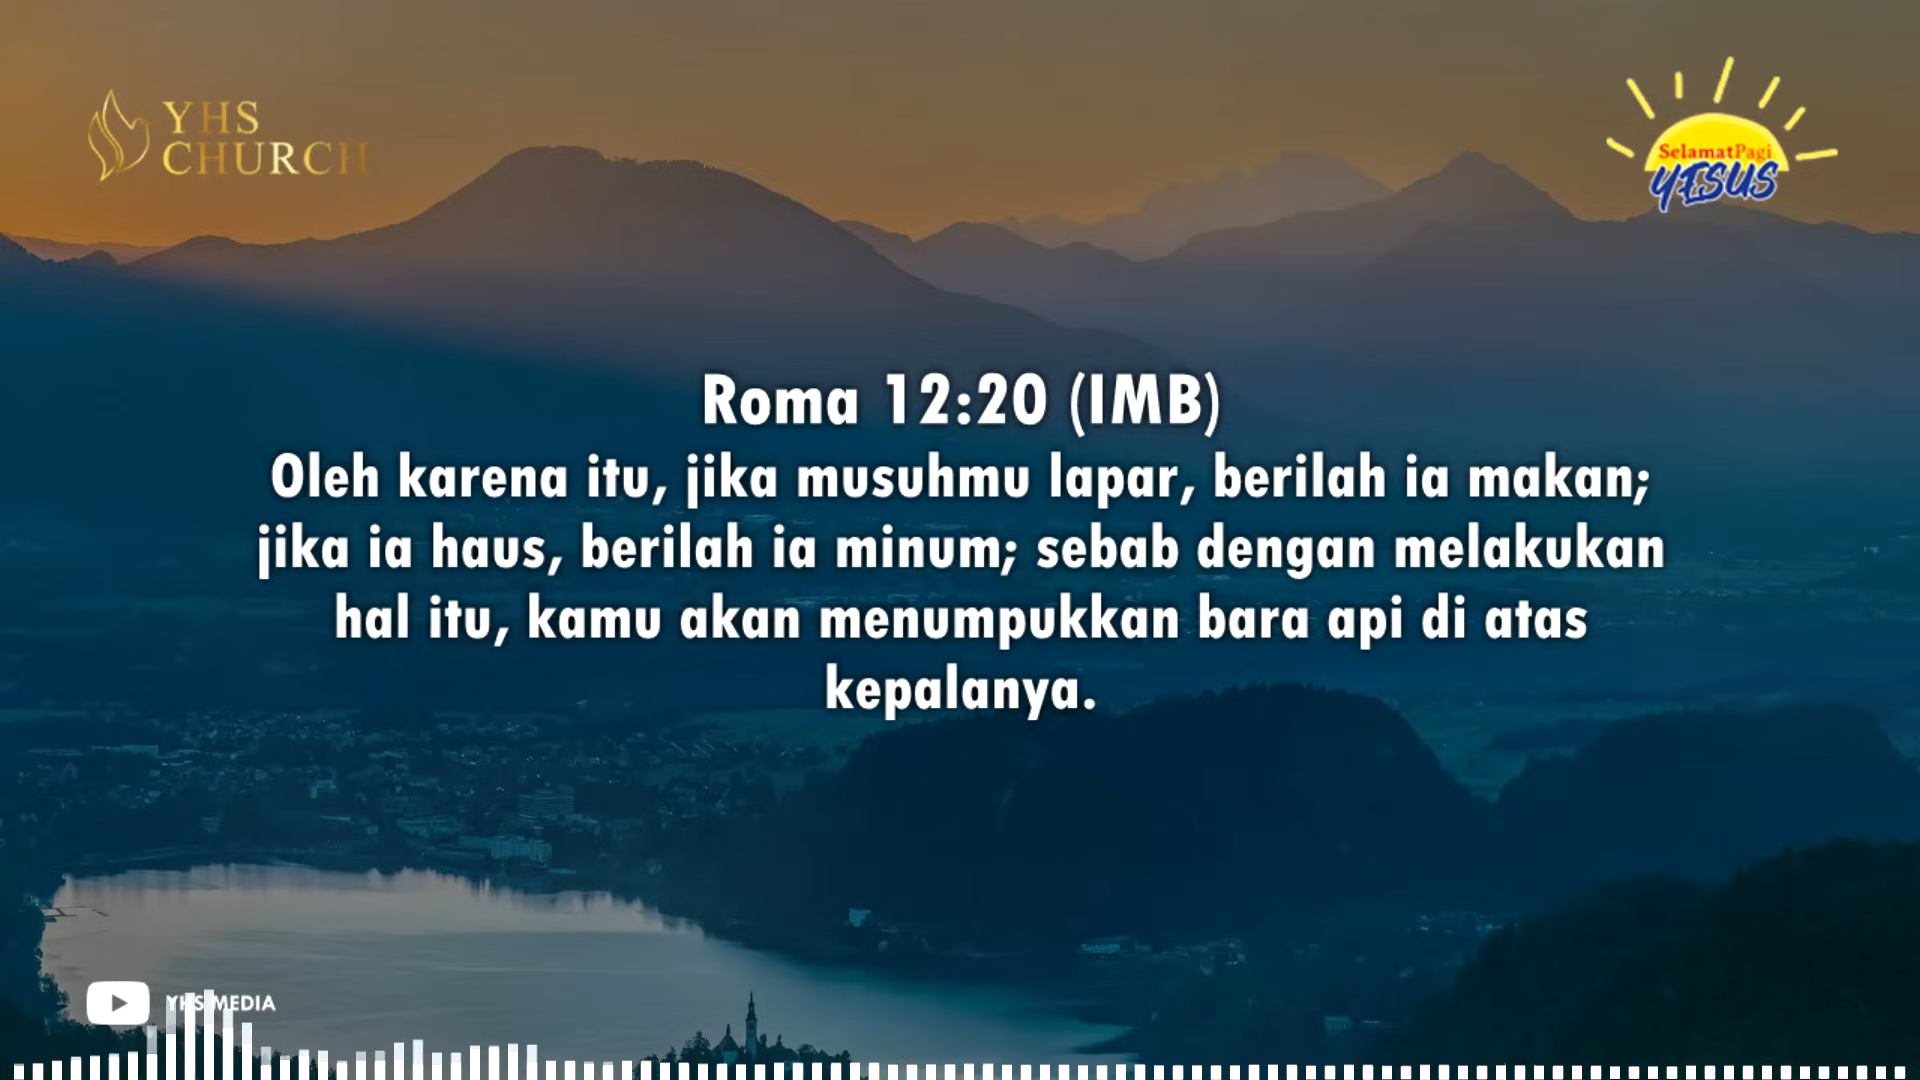 YHS
CHURCH
SelamatPagi
YESUS
Roma 12:20 (IMB)
Oleh karena itu, jika musuhmu lapar, berilah ia makan;
jika ia haus, berilah ia minum; sebab dengan melakukan
hal itu, kamu akan menumpukkan bara api di atas
kepalanya.
YHS MEDIA